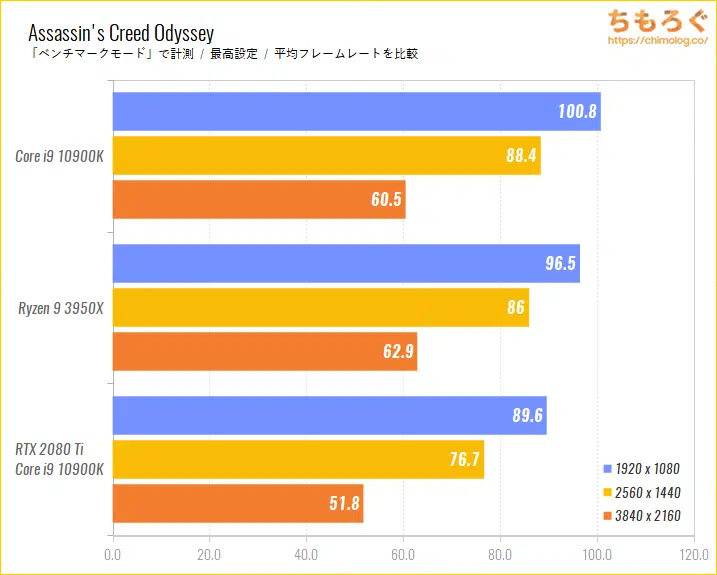 Assassin's Creed Odyssey
「ベンチマークモード」で計測 / 最高設定 / 平均フレームレートを比較
ちもろぐ
https://chimolog.co/
Core i9 10900K
100.8
88.4
60.5
Ryzen 9 3950X
96.5
86
62.9
RTX 2080 Ti
Core i9 10900K
89.6
76.7
51.8
1920 x 1080
2560 x 1440
3840 x 2160
0.0 20.0 40.0 60.0 80.0 100.0 120.0